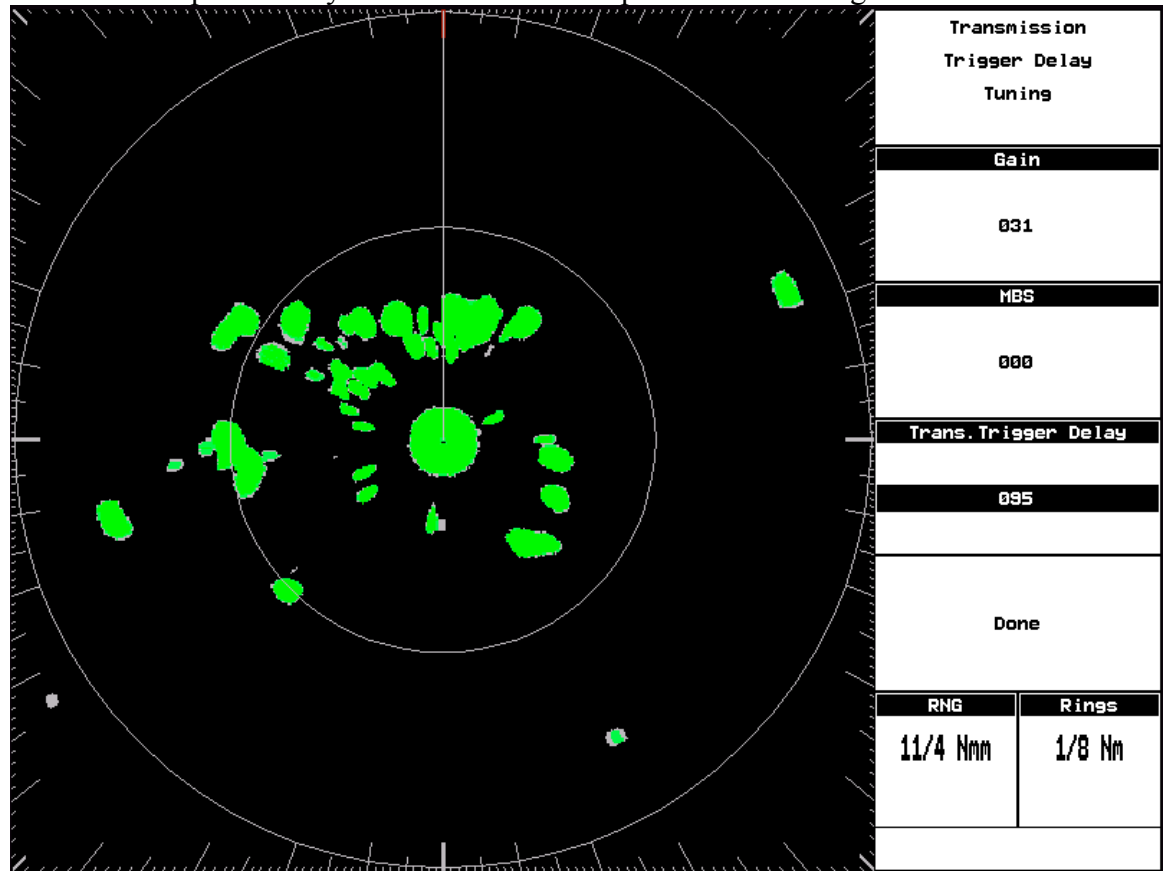 Transmission
Trigger Delay
Tuning
Gain
031
MBS
000
Trans.Trigger Delay
095
Done
RNG
Rings
11/4 Nmm
1/8 Nm